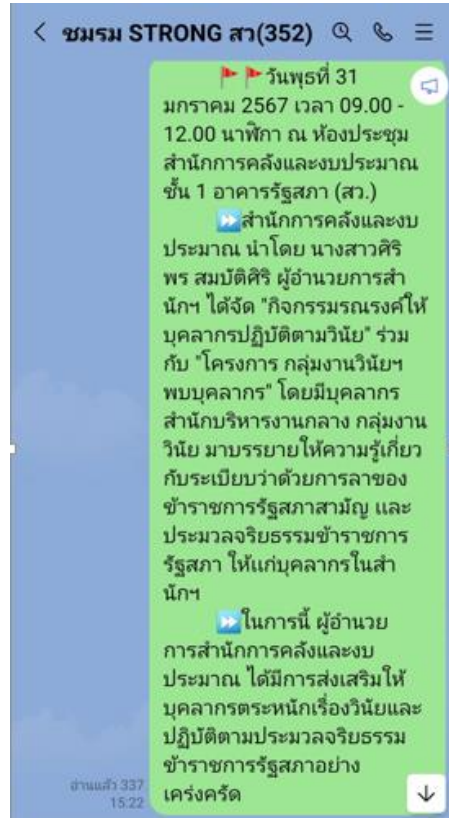 ชมรม STRONG สว(352)
🚩🚩วันพุธที่ 31
มกราคม 2567 เวลา 09.00 -
12.00 นาฬิกา ณ ห้องประชุม
สำนักการคลังและงบประมาณ
ชั้น 1 อาคารรัฐสภา (สว.)
⏩สำนักการคลังและงบ
ประมาณ นำโดย นางสาวศิริ
พร สมบัติศิริ ผู้อำนวยการสำ
นักฯ ได้จัด "กิจกรรมรณรงค์ให้
บุคลากรปฏิบัติตามวินัย" ร่วม
กับ "โครงการ กลุ่มงานวินัยฯ
พบบุคลากร" โดยมีบุคลากร
สำนักบริหารงานกลาง กลุ่มงาน
วินัย มาบรรยายให้ความรู้เกี่ยว
กับระเบียบว่าด้วยการลาของ
ข้าราชการรัฐสภาสามัญ และ
ประมวลจริยธรรมข้าราชการ
รัฐสภา ให้แก่บุคลากรในสำ
นักฯ
⏩ในการนี้ ผู้อำนวย
การสำนักการคลังและงบ
ประมาณ ได้มีการส่งเสริมให้
บุคลากรตระหนักเรื่องวินัยและ
ปฏิบัติตามประมวลจริยธรรม
ข้าราชการรัฐสภาอย่าง
เคร่งครัด
อ่านแล้ว 337
15:22